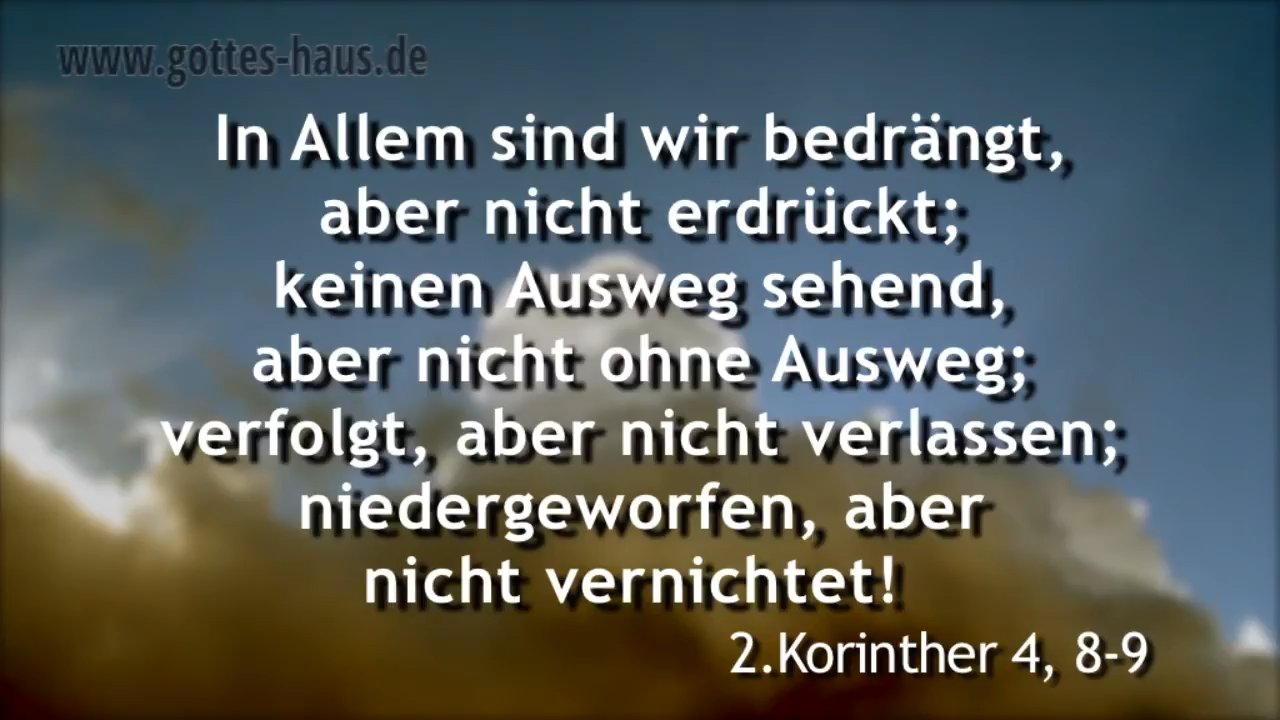 www.gottes-haus.de
In Allem sind wir bedrängt,
aber nicht erdrückt;
keinen Ausweg sehend,
aber nicht ohne Ausweg;
verfolgt, aber nicht verlassen;
niedergeworfen, aber
nicht vernichtet!
2.Korinther 4, 8-9